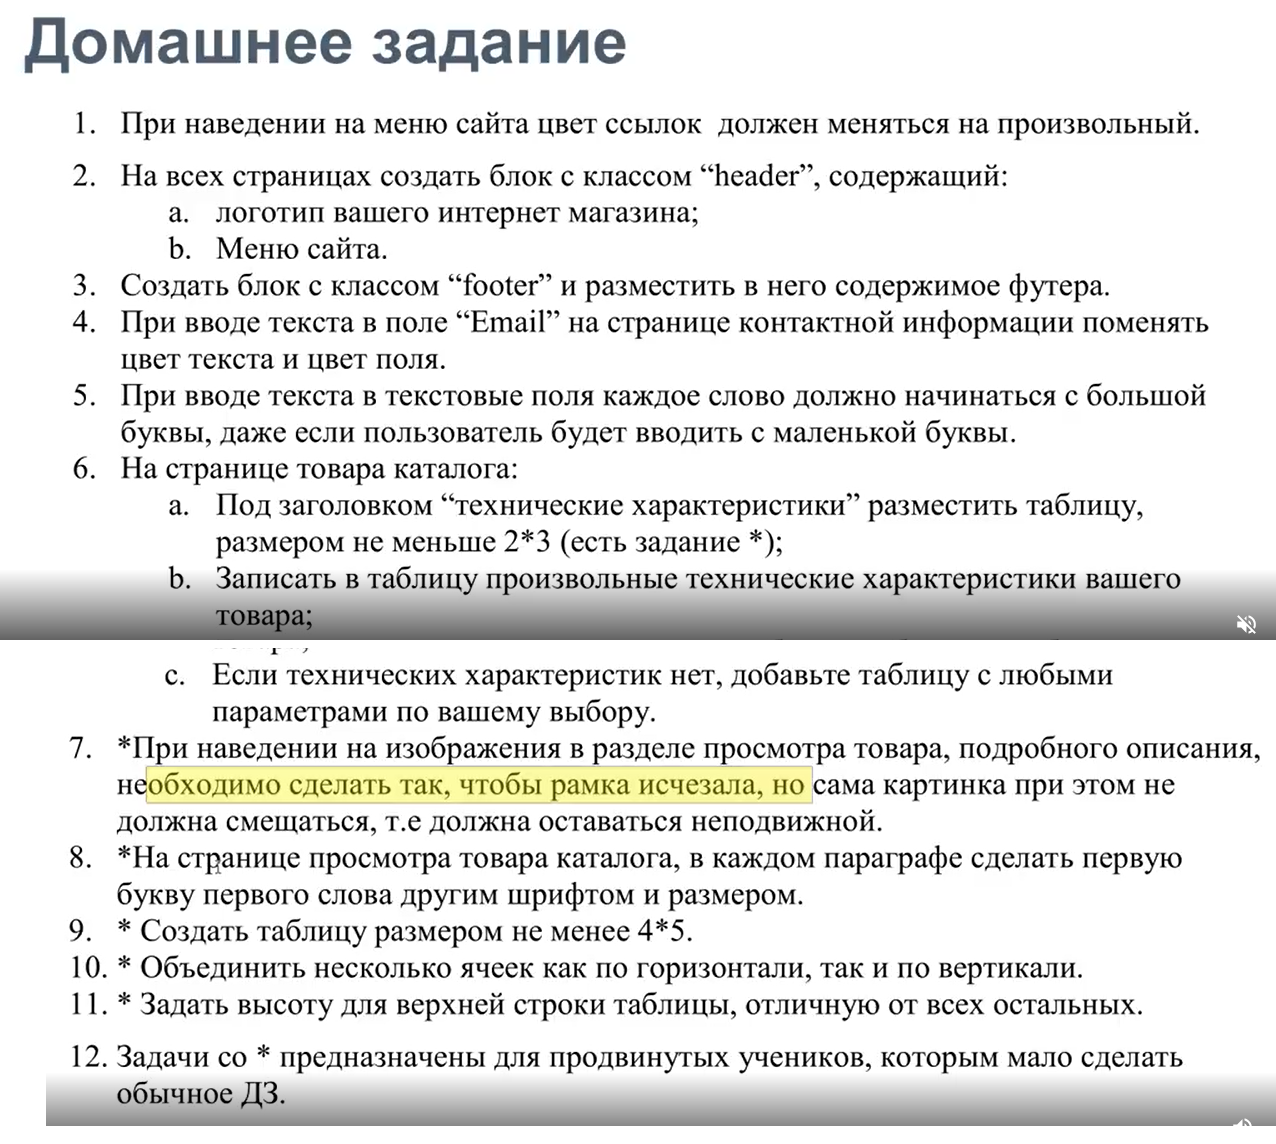 Домашнее задание
1. При наведении на меню сайта цвет ссылок должен меняться на произвольный.
2. На всех страницах создать блок с классом “header”, содержащий:
a. логотип вашего интернет магазина;
b. Меню сайта.
3. Создать блок с классом “footer” и разместить в него содержимое футера.
4. При вводе текста в поле “Email” на странице контактной информации поменять
цвет текста и цвет поля.
5. При вводе текста в текстовые поля каждое слово должно начинаться с большой
буквы, даже если пользователь будет вводить с маленькой буквы.
6. На странице товара каталога:
a. Под заголовком “технические характеристики” разместить таблицу,
размером не меньше 2*3 (есть задание *);
b. Записать в таблицу произвольные технические характеристики вашего
товара;
c. Если технических характеристик нет, добавьте таблицу с любыми
параметрами по вашему выбору.
7. *При наведении на изображения в разделе просмотра товара, подробного описания,
необходимо сделать так, чтобы рамка исчезала, но сама картинка при этом не
должна смещаться, т.е должна оставаться неподвижной.
8. *На странице просмотра товара каталога, в каждом параграфе сделать первую
букву первого слова другим шрифтом и размером.
9. * Создать таблицу размером не менее 4*5.
10. * Объединить несколько ячеек как по горизонтали, так и по вертикали.
11. * Задать высоту для верхней строки таблицы, отличную от всех остальных.
12. Задачи со * предназначены для продвинутых учеников, которым мало сделать
обычное ДЗ.